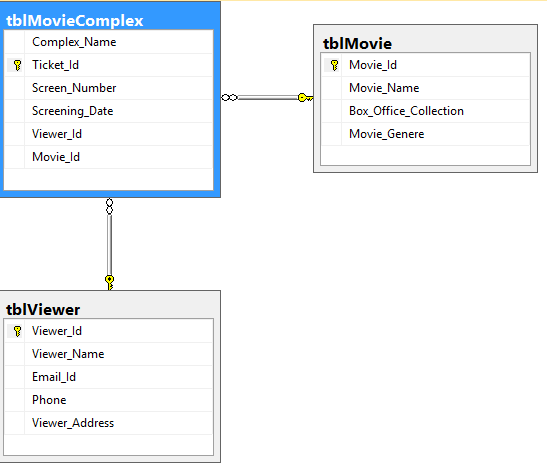 tblMovieComplex
Complex_Name
Ticket_Id
Screen_Number
Screening_Date
Viewer_Id
Movie_Id
tblMovie
Movie_Id
Movie_Name
Box_Office_Collection
Movie_Genere
tblViewer
Viewer_Id
Viewer_Name
Email_Id
Phone
Viewer_Address